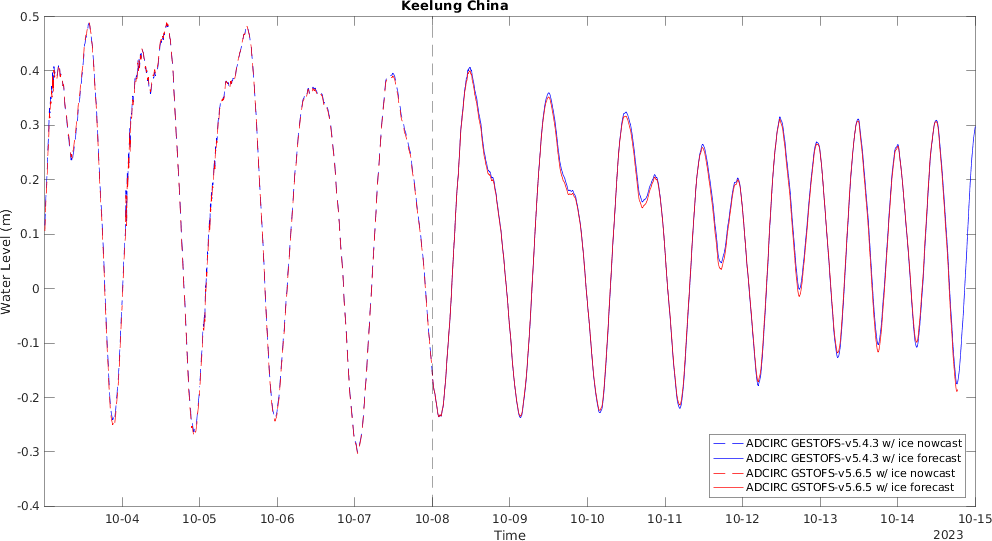 Keelung China
0.5
0.4
0.3
0.2
0.1
0
-0.1
-0.2
-0.3
-0.4
Water Level (m)
ADCIRC GESTOFS-v5.4.3 w/ ice nowcast
ADCIRC GESTOFS-v5.4.3 w/ ice forecast
ADCIRC GSTOFS-v5.6.5 w/ ice nowcast
ADCIRC GSTOFS-v5.6.5 w/ ice forecast
10-04 10-05 10-06 10-07 10-08 10-09 10-10 10-11 10-12 10-13 10-14 10-15
Time
2023